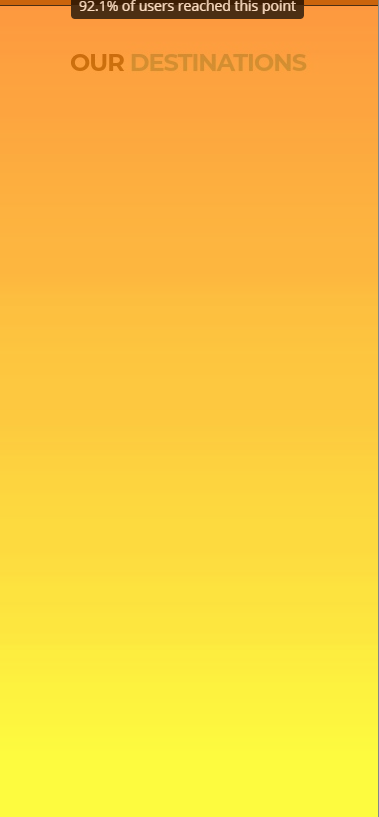 92.1% of users reached this point
OUR DESTINATIONS